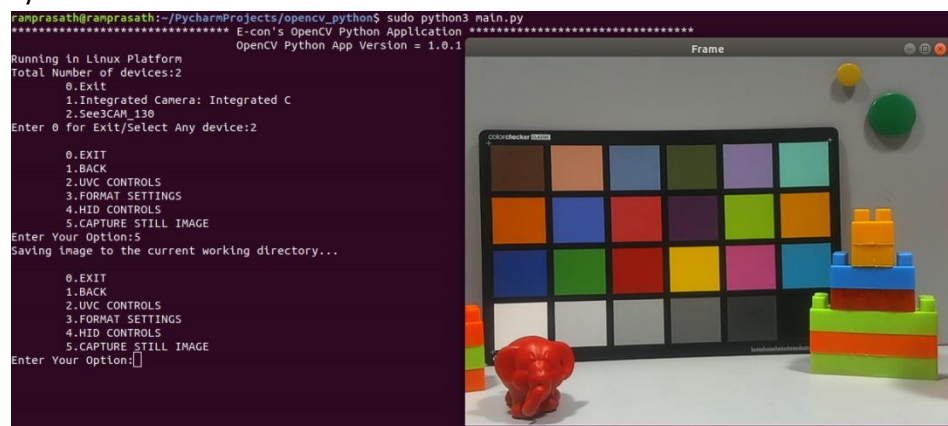 ramprasath@ramprasath:~/PycharmProjects/opencv_python$ sudo python3 main.py
******************************* E-con's OpenCV Python Application ********************************
OpenCV Python App Version = 1.0.1
Running in Linux Platform
Total Number of devices:2
0.Exit
1.Integrated Camera: Integrated C
2.See3CAM_130
Enter 0 for Exit/Select Any device:2
0.EXIT
1.BACK
2.UVC CONTROLS
3.FORMAT SETTINGS
4.HID CONTROLS
5.CAPTURE STILL IMAGE
Enter Your Option:5
Saving image to the current working directory...
0.EXIT
1.BACK
2.UVC CONTROLS
3.FORMAT SETTINGS
4.HID CONTROLS
5.CAPTURE STILL IMAGE
Enter Your Option:
Frame
colorchecker CLASSIC